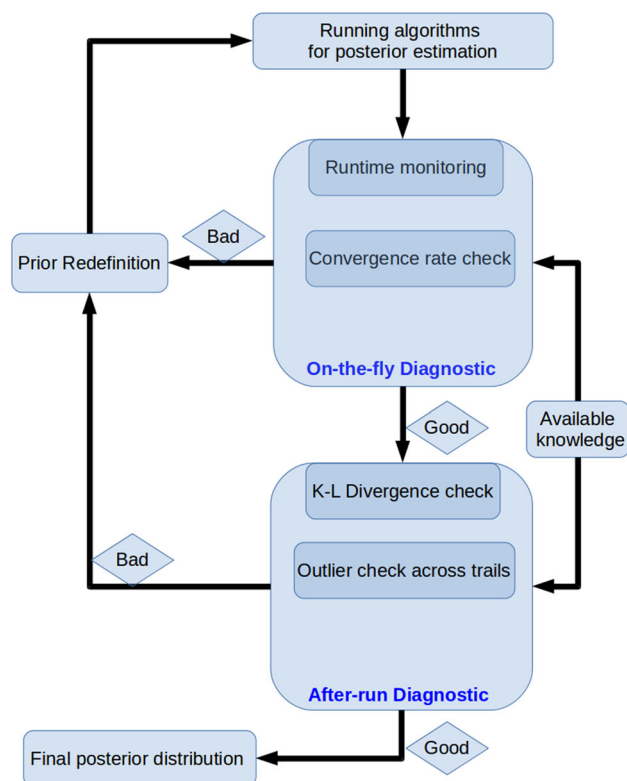 Running algorithms
for posterior estimation
Runtime monitoring
Bad
Prior Redefinition
Convergence rate check
On-the-fly Diagnostic
Good
Available
knowledge
K-L Divergence check
Bad
Outlier check across trails
After-run Diagnostic
Good
Final posterior distribution